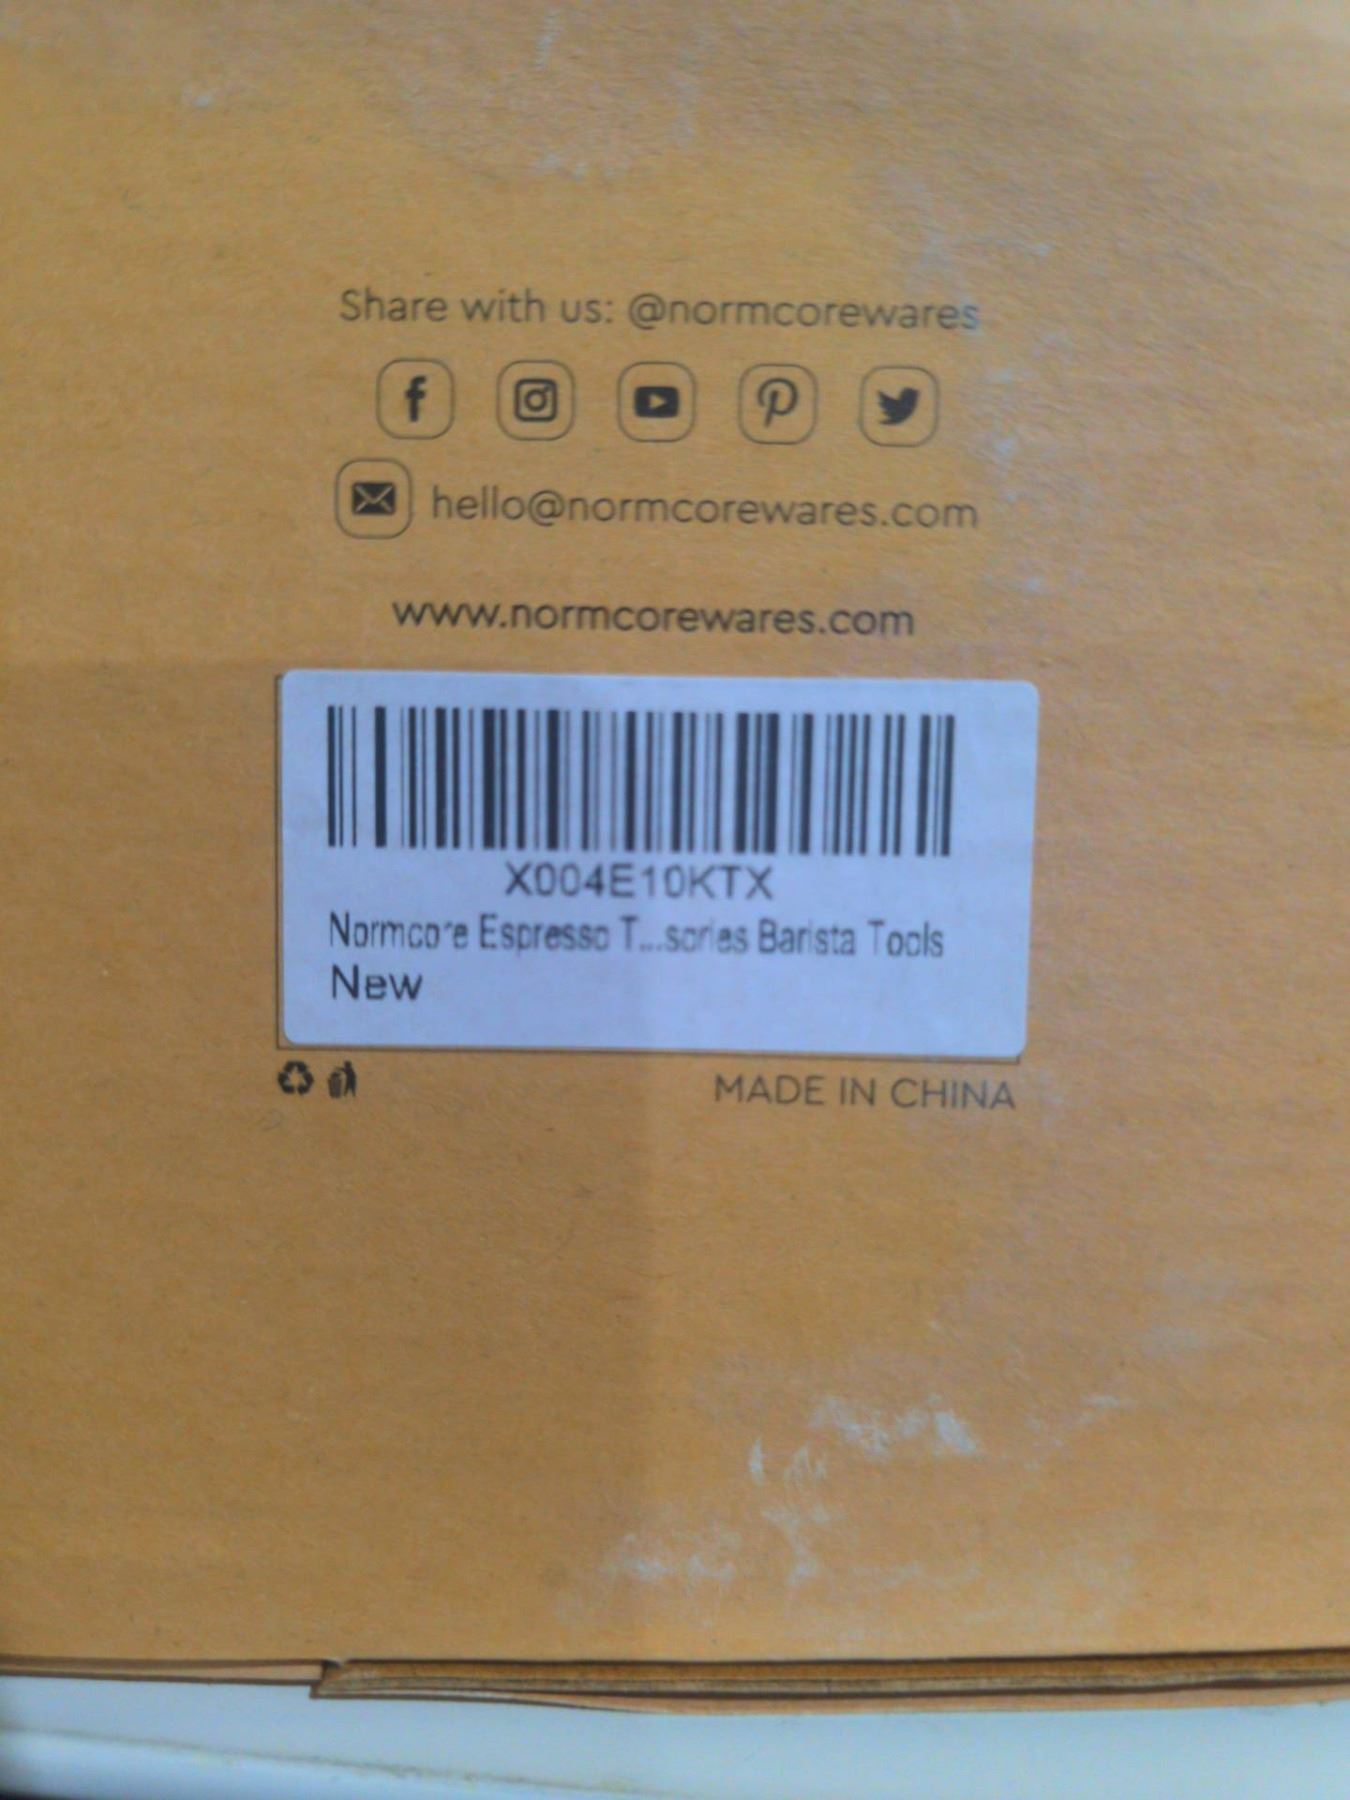 Share with us: @normcorewares
hello@normcorewares.com
www.normcorewares.com
X004E10KTX
Normcore Espresso T...sories Barista Tools
New
MADE IN CHINA